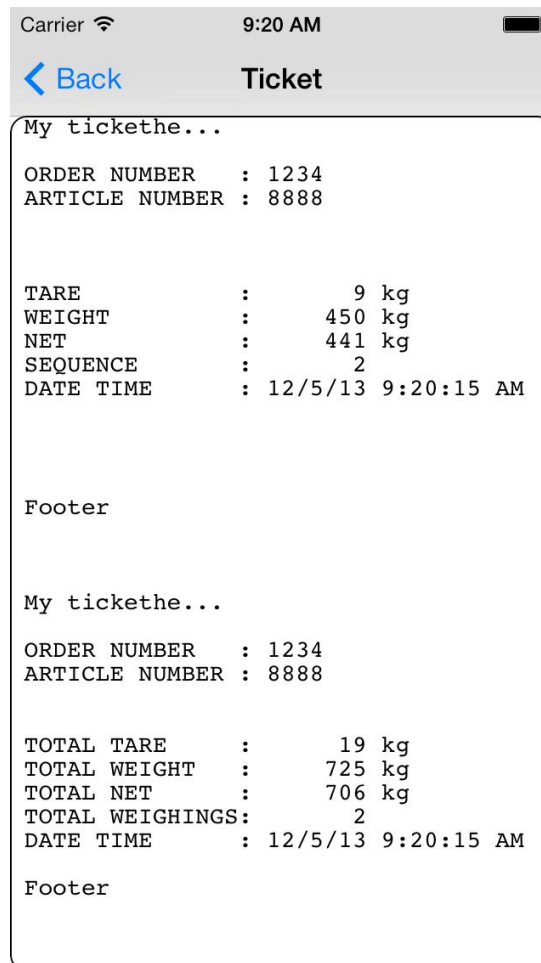 Carrier 9:20 AM
Back Ticket
My tickethe...
ORDER NUMBER : 1234
ARTICLE NUMBER : 8888
TARE : 9 kg
WEIGHT : 450 kg
NET : 441 kg
SEQUENCE : 2
DATE TIME : 12/5/13 9:20:15 AM
Footer
My tickethe...
ORDER NUMBER : 1234
ARTICLE NUMBER : 8888
TOTAL TARE : 19 kg
TOTAL WEIGHT : 725 kg
TOTAL NET : 706 kg
TOTAL WEIGHINGS: 2
DATE TIME : 12/5/13 9:20:15 AM
Footer